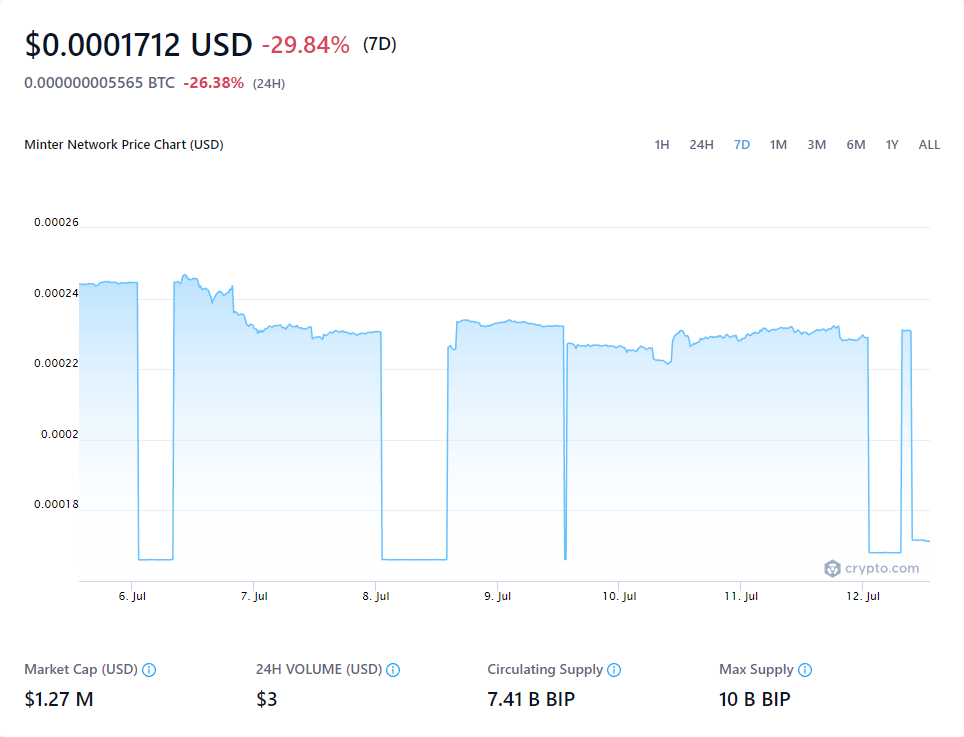 $0.0001712 USD -29.84% (7D)
0.000000005565 BTC -26.38% (24H)
Minter Network Price Chart (USD) 1H 24H 7D 1M 3M 6M 1Y ALL
0.00026
0.00024
0.00022
0.0002
0.00018
crypto.com
6. Jul 7. Jul 8. Jul 9. Jul 10. Jul 11. Jul 12. Jul
Market Cap (USD) 24H VOLUME (USD) Circulating Supply Max Supply
$1.27 M $3 7.41 B BIP 10 B BIP